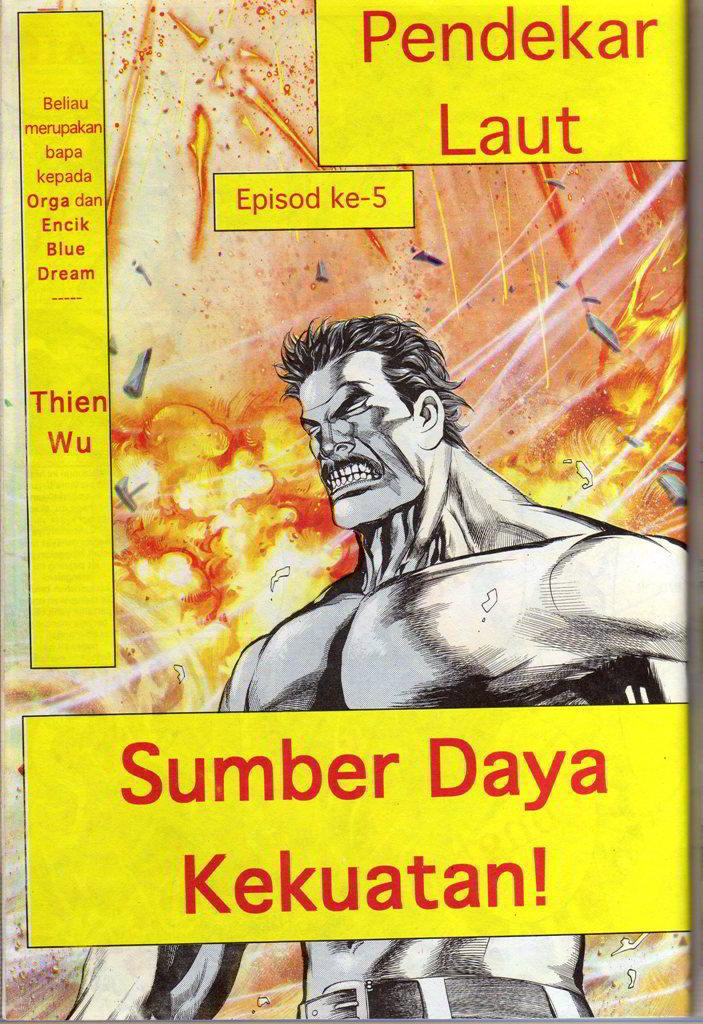 Pendekar
Laut
Episod ke-5
Beliau
merupakan
bapa
kepada
Orga dan
Encik
Blue
Dream
-----
Thien
Wu
Sumber Daya
Kekuatan!